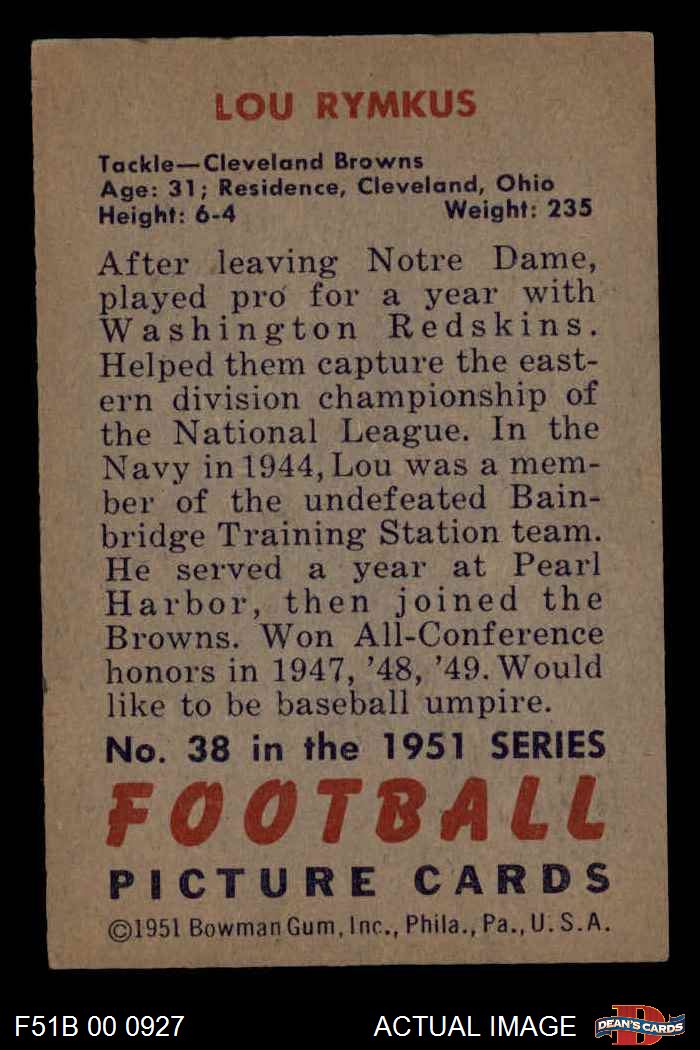 LOU RYMKUS
Tackle—Cleveland Browns
Age: 31; Residence, Cleveland, Ohio
Height: 6-4 Weight: 235
After leaving Notre Dame,
played pro for a year with
Washington Redskins.
Helped them capture the east-
ern division championship of
the National League. In the
Navy in 1944, Lou was a mem-
ber of the undefeated Bain-
bridge Training Station team.
He served a year at Pearl
Harbor, then joined the
Browns. Won All-Conference
honors in 1947, '48, '49. Would
like to be baseball umpire.
No. 38 in the 1951 SERIES
FOOTBALL
PICTURE CARDS
©1951 Bowman Gum, Inc., Phila., Pa., U.S.A.
F51B 00 0927 ACTUAL IMAGE D DEAN'S CARDS